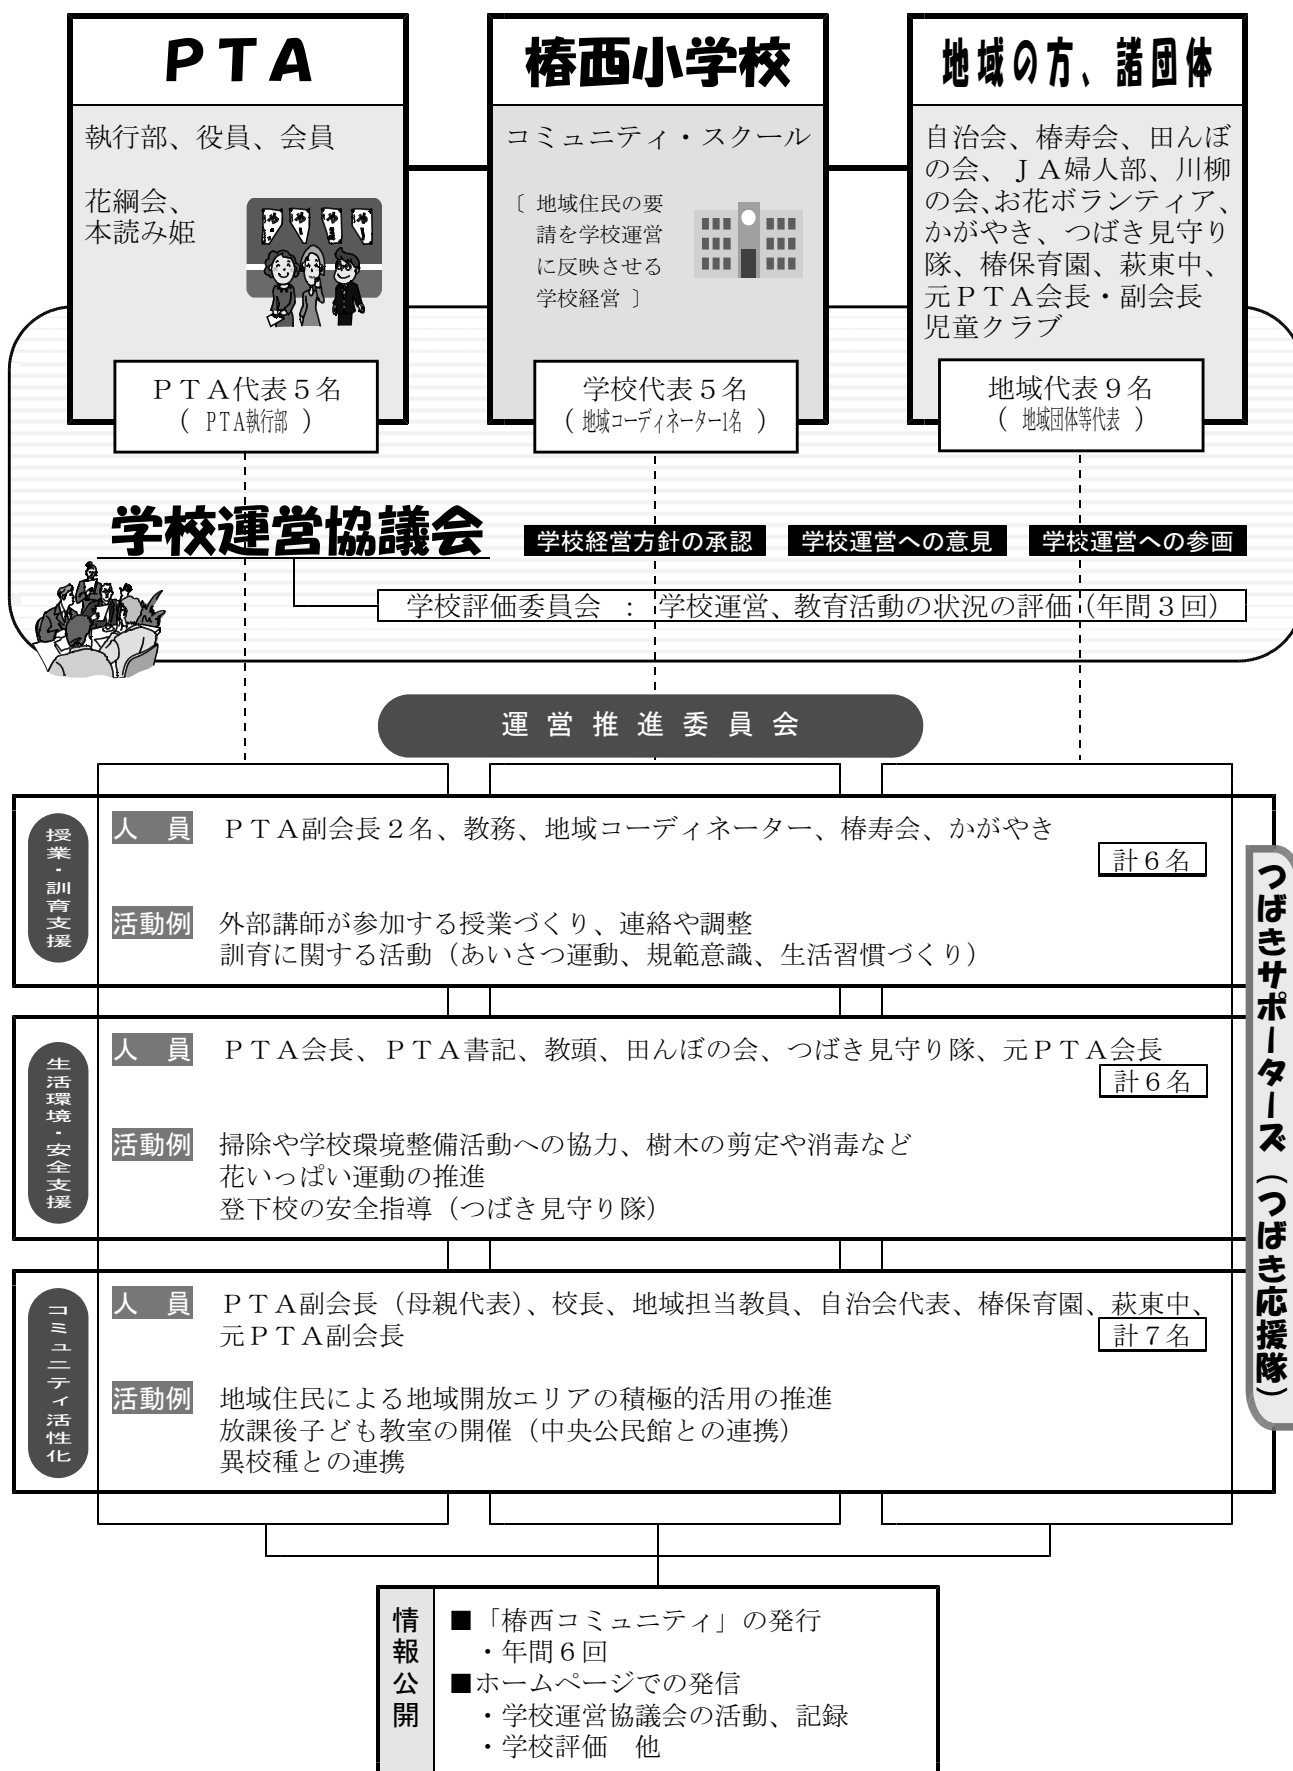 PTA
執行部、役員、会員
花綱会、
本読み姫
PTA代表5名
( PTA執行部 )
椿西小学校
コミュニティ・スクール
〔 地域住民の要
請を学校運営
に反映させる
学校経営 〕
学校代表5名
( 地域コーディネーター1名 )
地域の方、諸団体
自治会、椿寿会、田んぼ
の会、JA婦人部、川柳
の会、お花ボランティア、
かがやき、つばき見守り
隊、椿保育園、萩東中、
元PTA会長・副会長
児童クラブ
地域代表9名
( 地域団体等代表 )
学校運営協議会
学校経営方針の承認
学校運営への意見
学校運営への参画
学校評価委員会 : 学校運営、教育活動の状況の評価(年間3回)
運営推進委員会
授業・訓育支援
人 員 PTA副会長2名、教務、地域コーディネーター、椿寿会、かがやき
計6名
活動例 外部講師が参加する授業づくり、連絡や調整
訓育に関する活動(あいさつ運動、規範意識、生活習慣づくり)
生活環境・安全支援
人 員 PTA会長、PTA書記、教頭、田んぼの会、つばき見守り隊、元PTA会長
計6名
活動例 掃除や学校環境整備活動への協力、樹木の剪定や消毒など
花いっぱい運動の推進
登下校の安全指導(つばき見守り隊)
コミュニティ活性化
人 員 PTA副会長(母親代表)、校長、地域担当教員、自治会代表、椿保育園、萩東中、
元PTA副会長
計7名
活動例 地域住民による地域開放エリアの積極的活用の推進
放課後子ども教室の開催(中央公民館との連携)
異校種との連携
つばきサポーターズ(つばき応援隊)
情報公開
■「椿西コミュニティ」の発行
・年間6回
■ホームページでの発信
・学校運営協議会の活動、記録
・学校評価 他